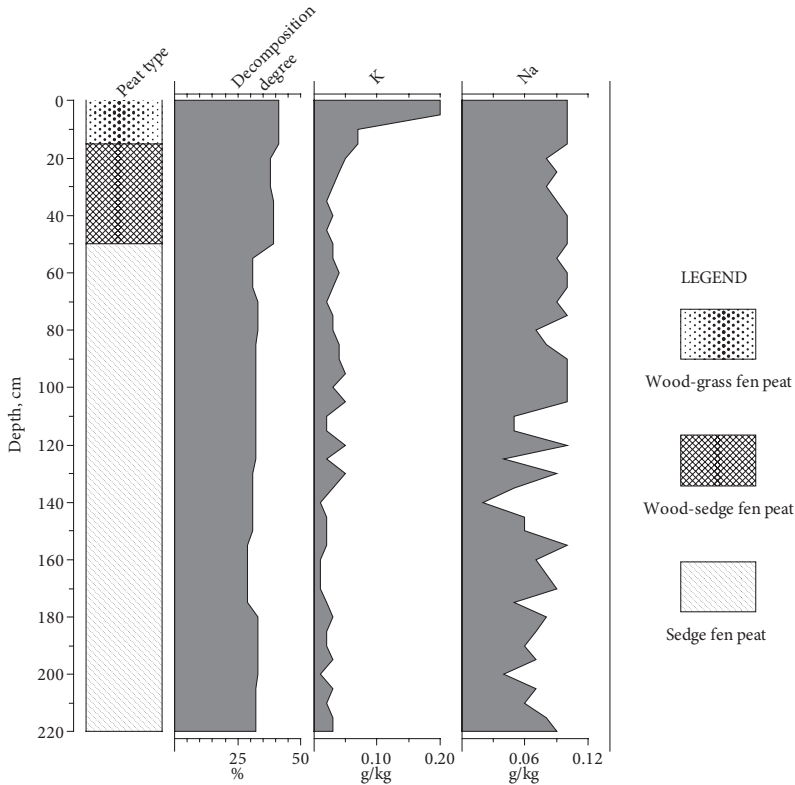 Peat type
Decomposition
degree
K
Na
0
20
40
60
80
100
120
140
160
180
200
220
Depth, cm
25 50
%
0.10 0.20
g/kg
0.06 0.12
g/kg
LEGEND
Wood-grass fen peat
Wood-sedge fen peat
Sedge fen peat